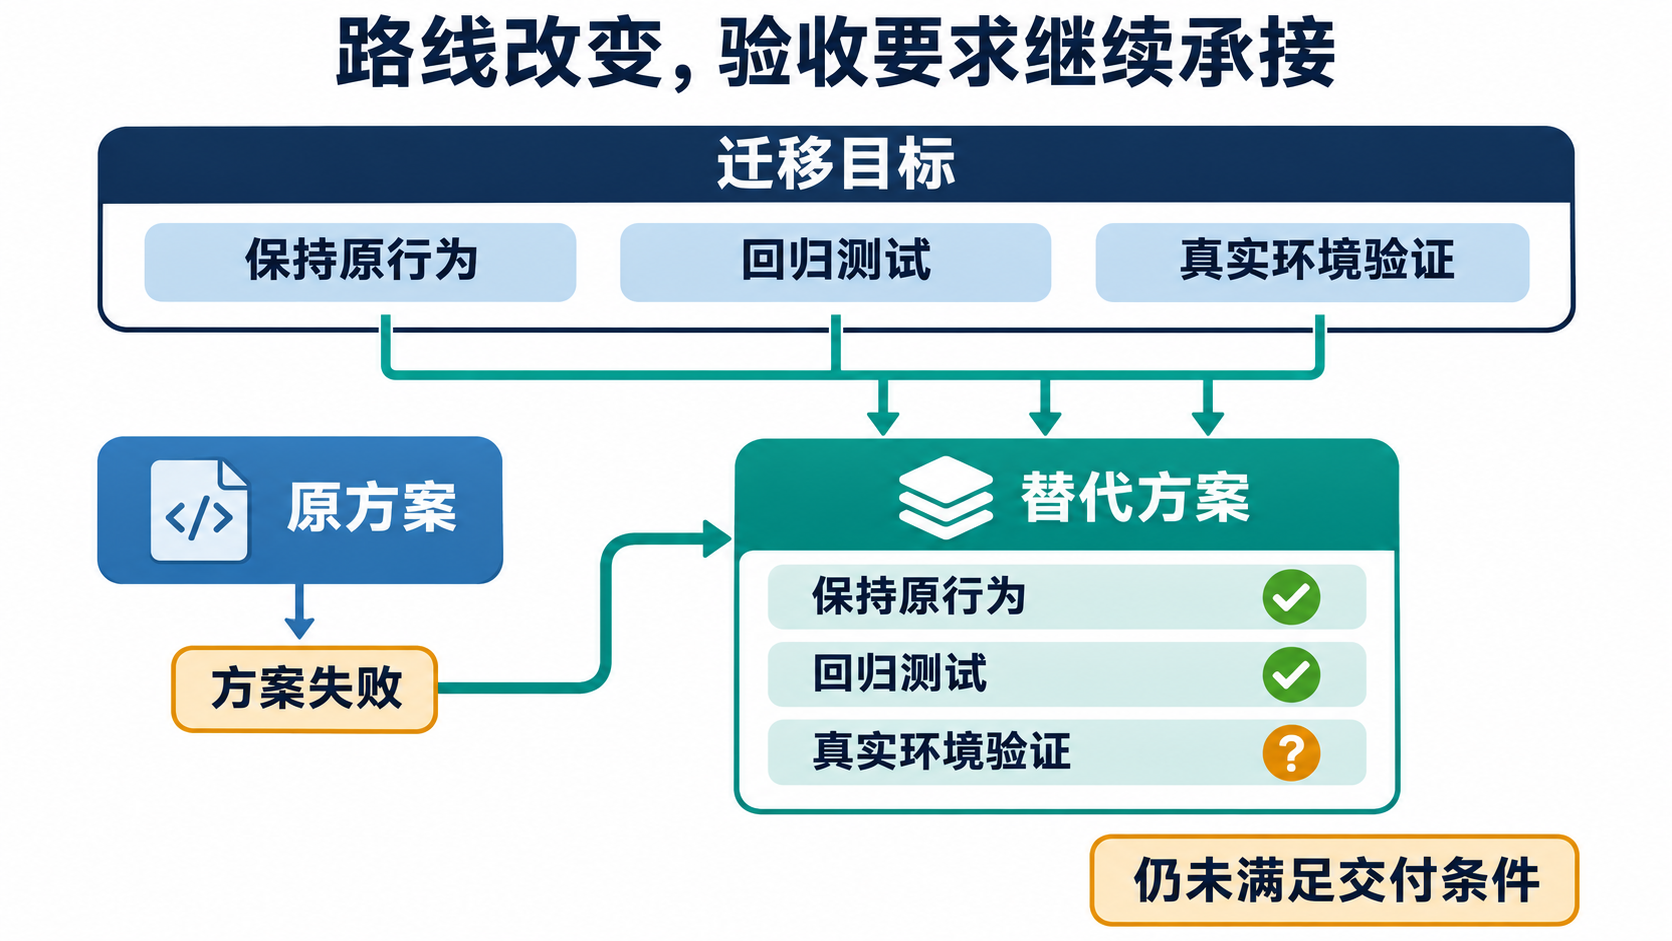 路线改变，验收要求继续承接
迁移目标
保持原行为
回归测试
真实环境验证
</> 原方案
方案失败
替代方案
保持原行为
回归测试
真实环境验证 ?
仍未满足交付条件